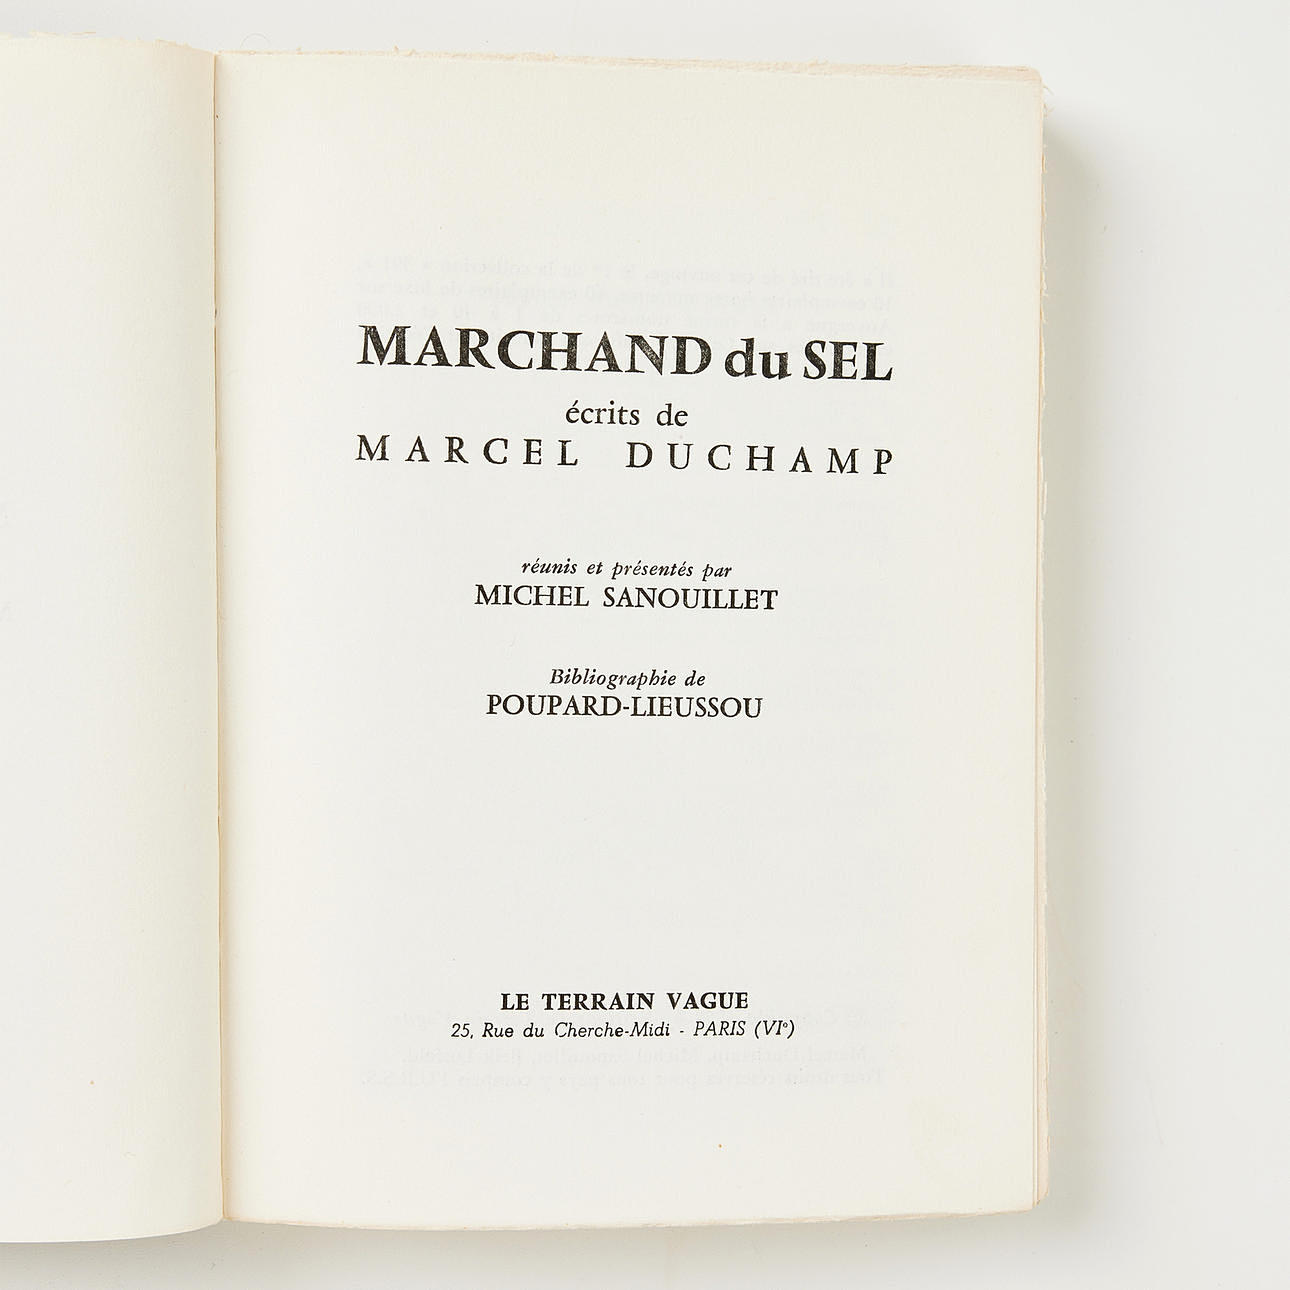 MARCHAND du SEL
écrits de
MARCEL DUCHAMP
réunis et présentés par
MICHEL SANOUILLET
Bibliographie de
POUPARD-LIEUSSOU
LE TERRAIN VAGUE
25, Rue du Cherche-Midi - PARIS (VIᵉ)